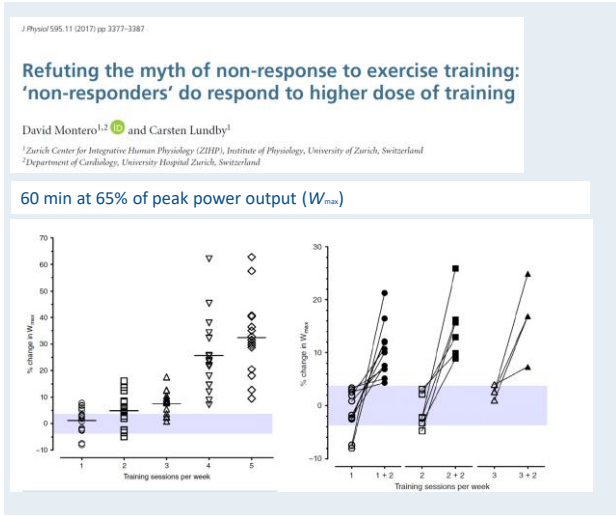 J Physiol 595.11 (2017) pp 3377–3387
Refuting the myth of non-response to exercise training:
‘non-responders’ do respond to higher dose of training
David Montero1,2 iD and Carsten Lundby1
1Zurich Center for Integrative Human Physiology (ZIHP), Institute of Physiology, University of Zurich, Switzerland
2Department of Cardiology, University Hospital Zurich, Switzerland
60 min at 65% of peak power output (Wmax)
% change in Wmax
70
60
50
40
30
20
10
0
−10
1 2 3 4 5
Training sessions per week
% change in Wmax
30
20
10
0
−10
1 1 + 2 2 2 + 2 3 3 + 2
Training sessions per week